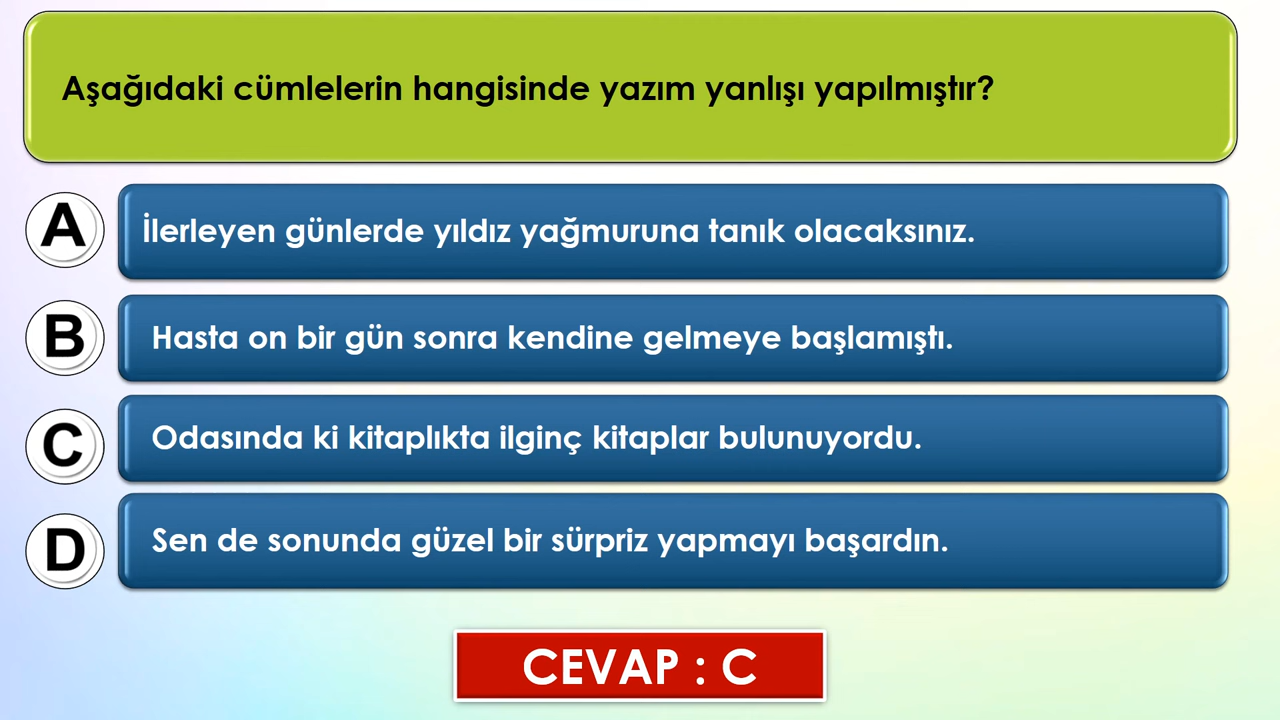 Aşağıdaki cümlelerin hangisinde yazım yanlışı yapılmıştır?
A
İlerleyen günlerde yıldız yağmuruna tanık olacaksınız.
B
Hasta on bir gün sonra kendine gelmeye başlamıştı.
C
Odasında ki kitaplıkta ilginç kitaplar bulunuyordu.
D
Sen de sonunda güzel bir sürpriz yapmayı başardın.
CEVAP : C